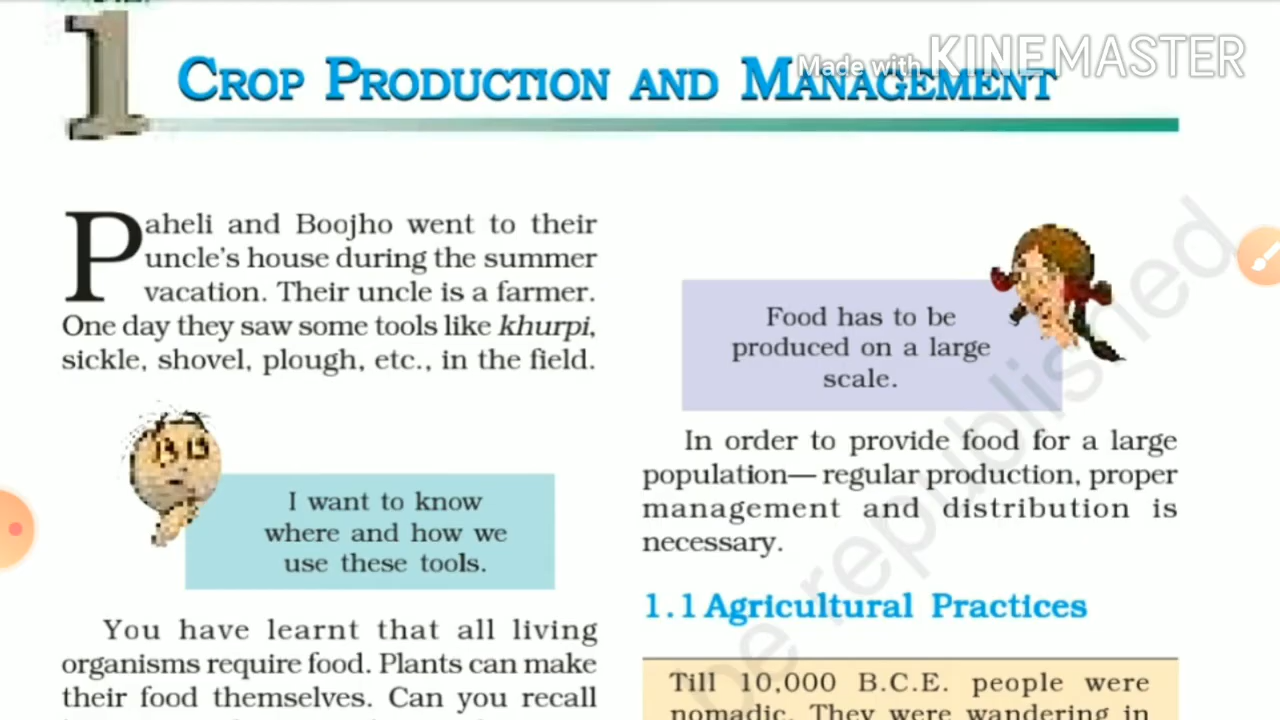 1
CROP PRODUCTION AND MANAGEMENT
Made with KINEMASTER
Paheli and Boojho went to their
uncle's house during the summer
vacation. Their uncle is a farmer.
One day they saw some tools like khurpi,
sickle, shovel, plough, etc., in the field.
I want to know
where and how we
use these tools.
You have learnt that all living
organisms require food. Plants can make
their food themselves. Can you recall
Food has to be
produced on a large
scale.
In order to provide food for a large
population— regular production, proper
management and distribution is
necessary.
1.1 Agricultural Practices
Till 10,000 B.C.E. people were
nomadic. They were wandering in
be republished